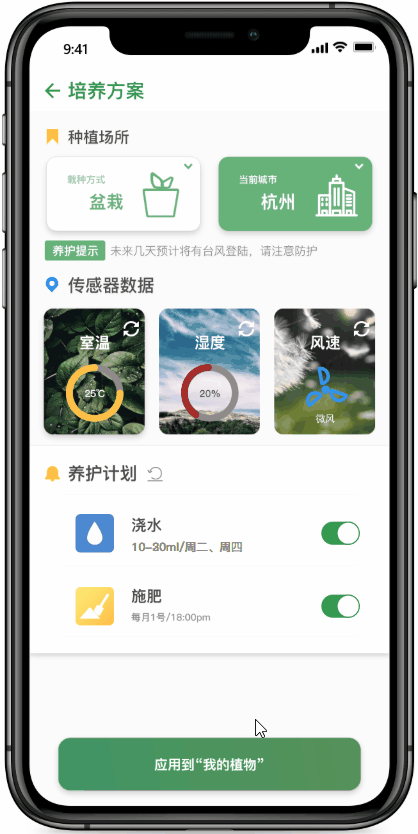 9:41
培养方案
种植场所
栽种方式
盆栽
当前城市
杭州
养护提示 未来几天预计将有台风登陆，请注意防护
传感器数据
室温
25℃
湿度
20%
风速
微风
养护计划
浇水
10-30ml/周二、周四
施肥
每月1号/18:00pm
应用到“我的植物”